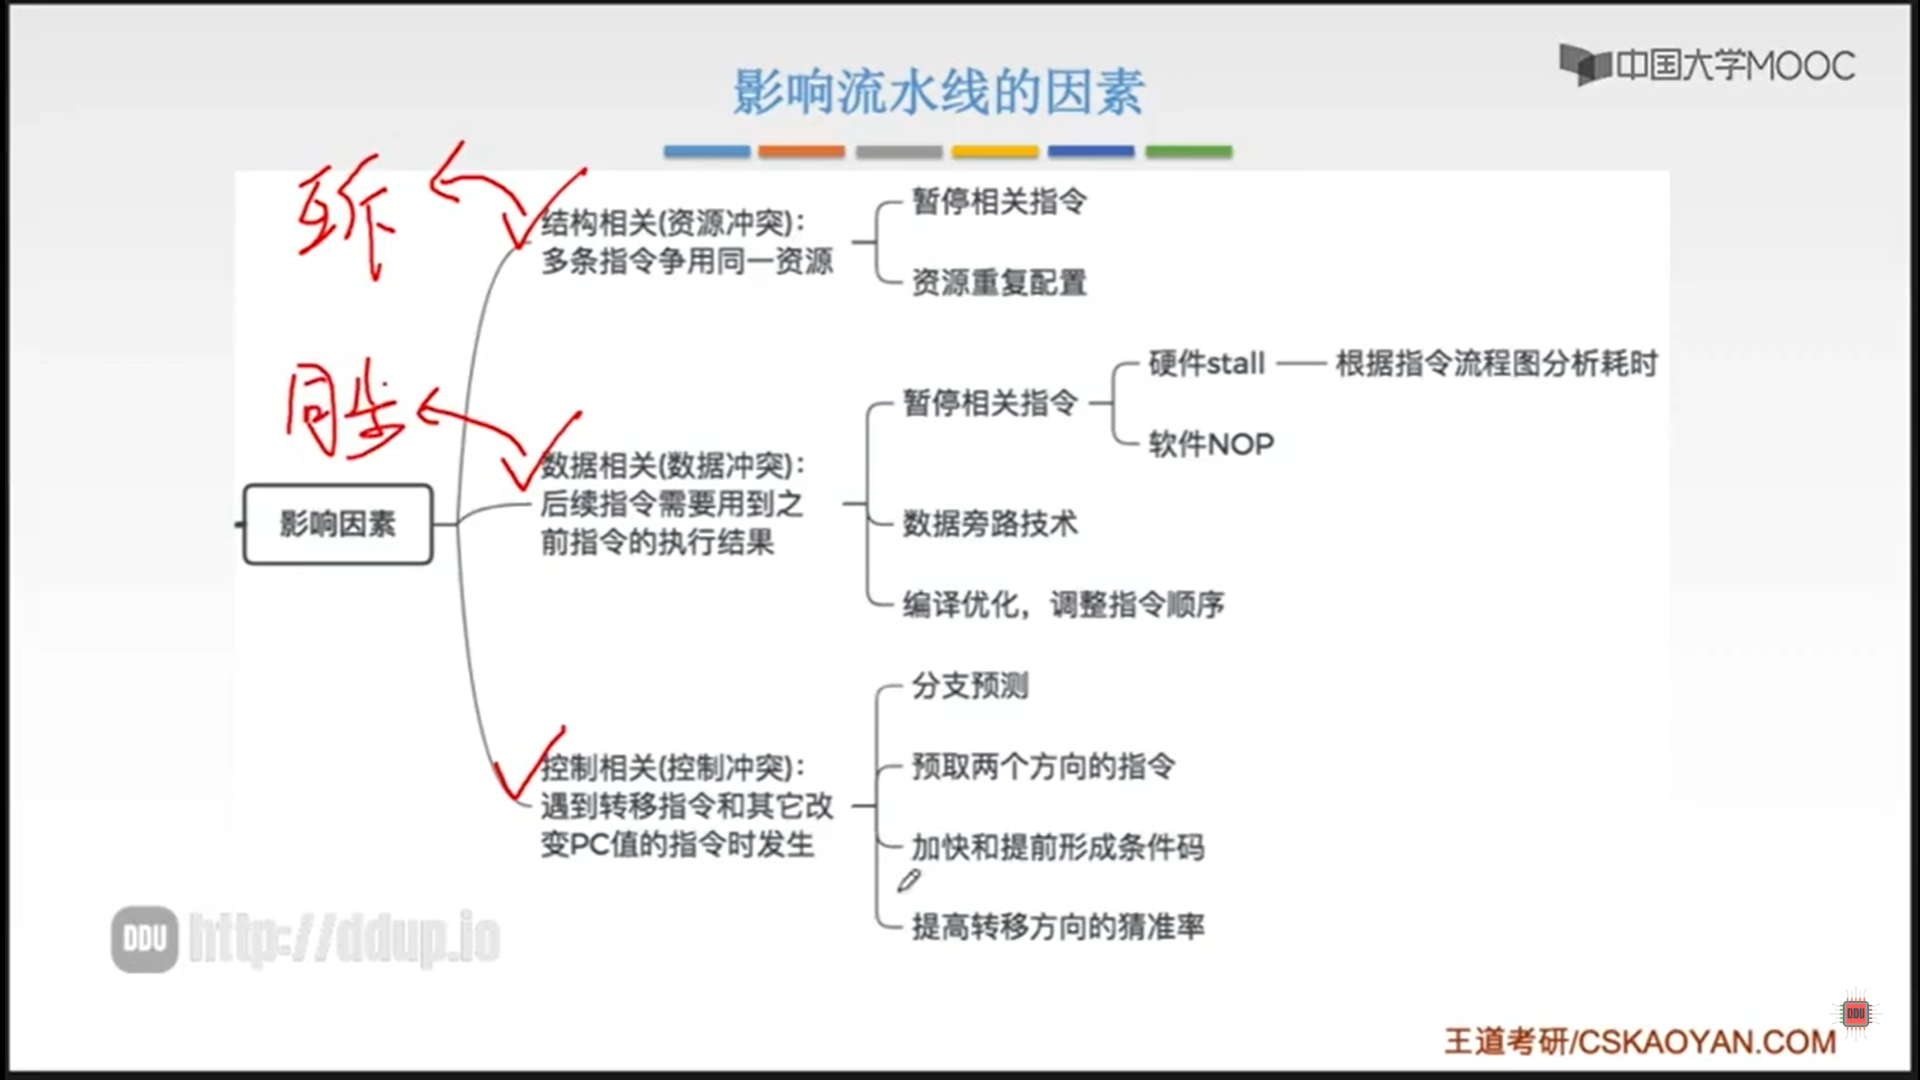 影响流水线的因素
中国大学MOOC
互斥
结构相关(资源冲突)：
多条指令争用同一资源
暂停相关指令
资源重复配置
同步
数据相关(数据冲突)：
后续指令需要用到之
前指令的执行结果
暂停相关指令
硬件stall
根据指令流程图分析耗时
软件NOP
数据旁路技术
编译优化，调整指令顺序
影响因素
控制相关(控制冲突)：
遇到转移指令和其它改
变PC值的指令时发生
分支预测
预取两个方向的指令
加快和提前形成条件码
提高转移方向的猜准率
DDU http://ddup.io
DDU
王道考研/CSKAOYAN.COM